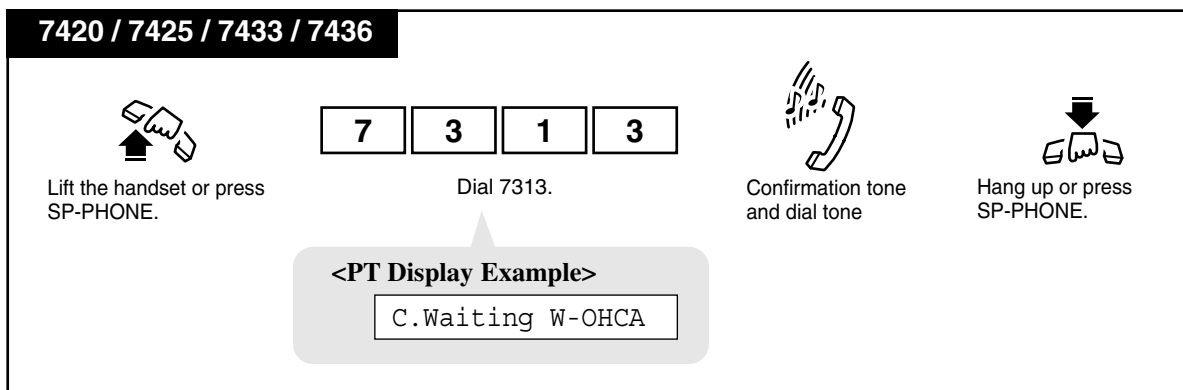 7420 / 7425 / 7433 / 7436
7 3 1 3
Lift the handset or press
SP-PHONE.
Dial 7313.
Confirmation tone
and dial tone
Hang up or press
SP-PHONE.
<PT Display Example>
C.Waiting W-OHCA